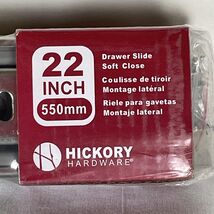 22
INCH
550mm
Drawer Slide
Soft Close
Coulisse de tiroir
Montage latéral
Riele para gavetas
Montaje lateral
HICKORY
HARDWARE®